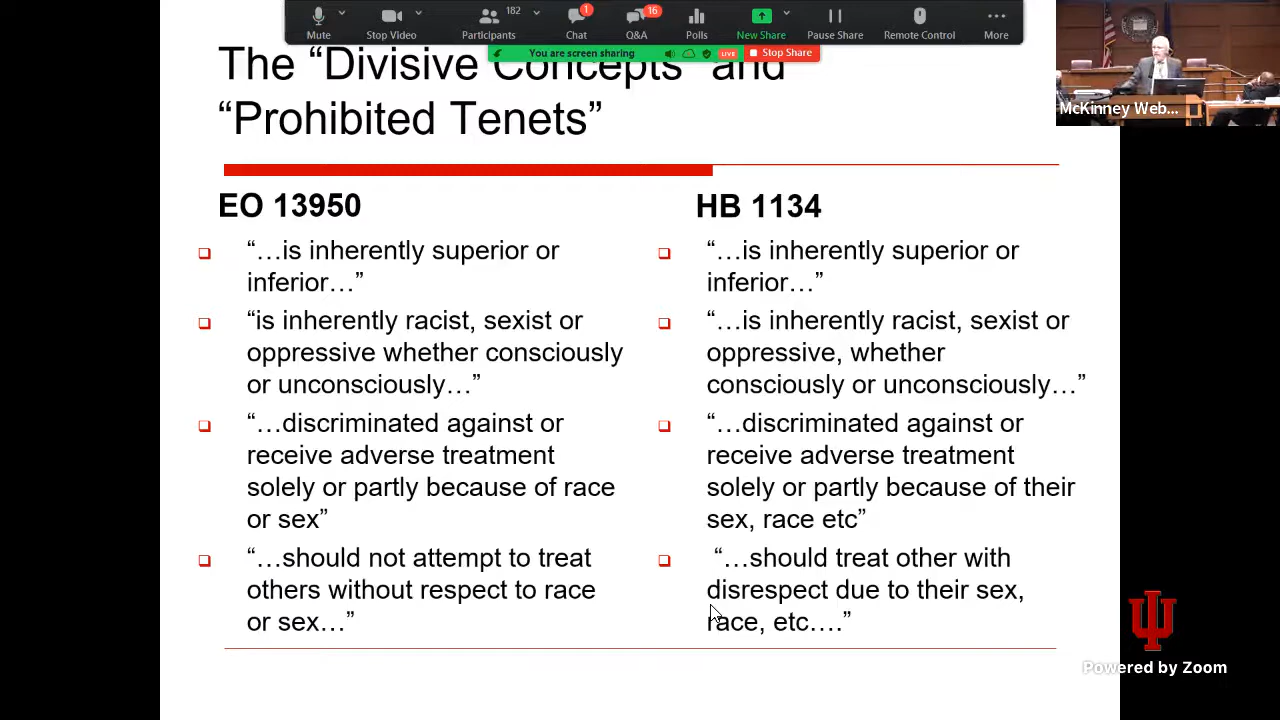 182
1
16
Mute
Stop Video
Participants
Chat
Q&A
Polls
New Share
Pause Share
Remote Control
More
You are screen sharing
LIVE
Stop Share
The “Divisive Concepts” and
“Prohibited Tenets”
McKinney Web...
EO 13950
“…is inherently superior or
inferior…”
“is inherently racist, sexist or
oppressive whether consciously
or unconsciously…”
“…discriminated against or
receive adverse treatment
solely or partly because of race
or sex”
“…should not attempt to treat
others without respect to race
or sex…”
HB 1134
“…is inherently superior or
inferior…”
“…is inherently racist, sexist or
oppressive, whether
consciously or unconsciously…”
“…discriminated against or
receive adverse treatment
solely or partly because of their
sex, race etc”
“…should treat other with
disrespect due to their sex,
race, etc….”
Powered by Zoom